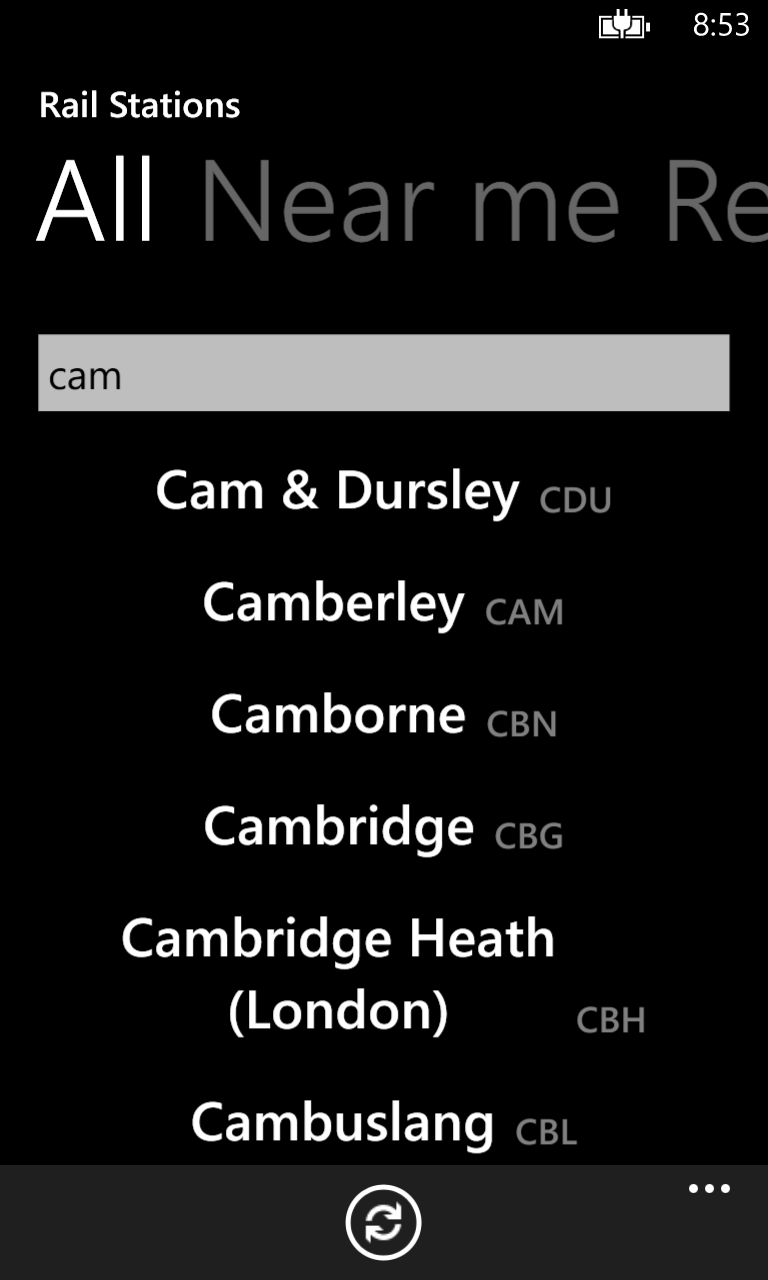 8:53
Rail Stations
All Near me Re
cam
Cam & Dursley CDU
Camberley CAM
Camborne CBN
Cambridge CBG
Cambridge Heath
(London) CBH
Cambuslang CBL